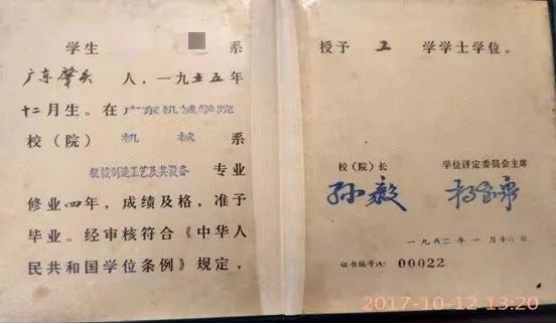 学生 系
广东肇庆人，一九五五年
十二月生。在广东机械学院
校（院）机械系
机械制造工艺及其设备 专业
修业四年，成绩及格，准予
毕业。经审核符合《中华人
民共和国学位条例》规定，
授予 工 学学士学位。
校（院）长 学位评定委员会主席
孙毅
一九八二年一月十 日
证书编号 00022
2017-10-12 13:20